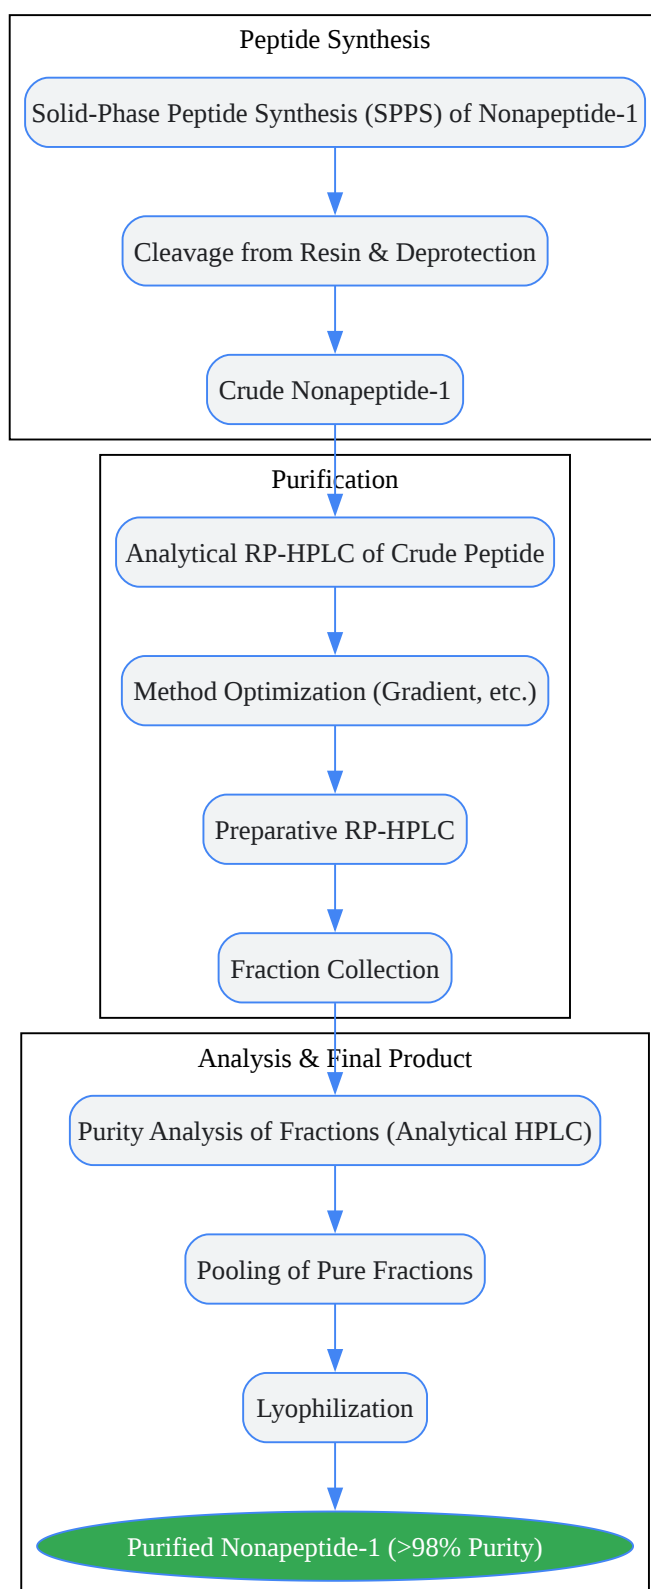 Peptide Synthesis
Solid-Phase Peptide Synthesis (SPPS) of Nonapeptide-1
Cleavage from Resin & Deprotection
Crude Nonapeptide-1
Purification
Analytical RP-HPLC of Crude Peptide
Method Optimization (Gradient, etc.)
Preparative RP-HPLC
Fraction Collection
Analysis & Final Product
Purity Analysis of Fractions (Analytical HPLC)
Pooling of Pure Fractions
Lyophilization
Purified Nonapeptide-1 (>98% Purity)